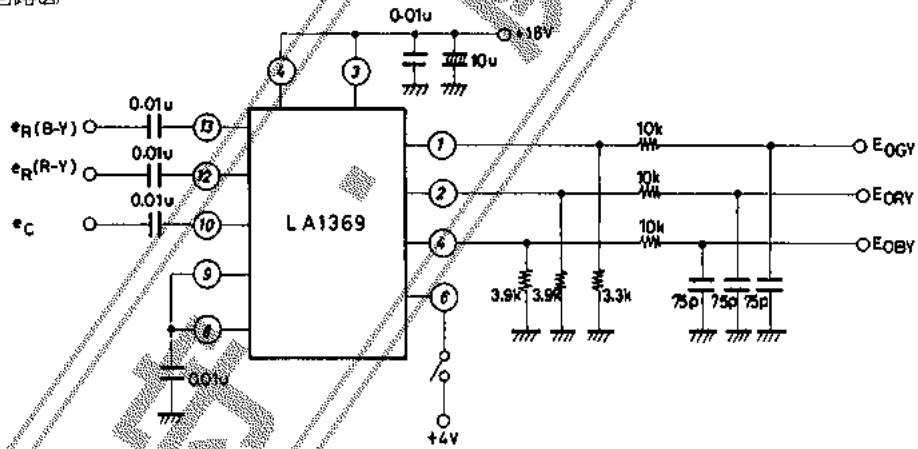 0.01u
+18V
10u
4
3
0.01u
e_R(B-Y)
13
1
10k
E_OGY
e_R(R-Y)
0.01u
12
2
10k
E_ORY
0.01u
e_C
10
LA1369
4
10k
E_OBY
9
6
3.9k
3.9k
3.3k
75p
75p
75p
8
0.01u
+4V